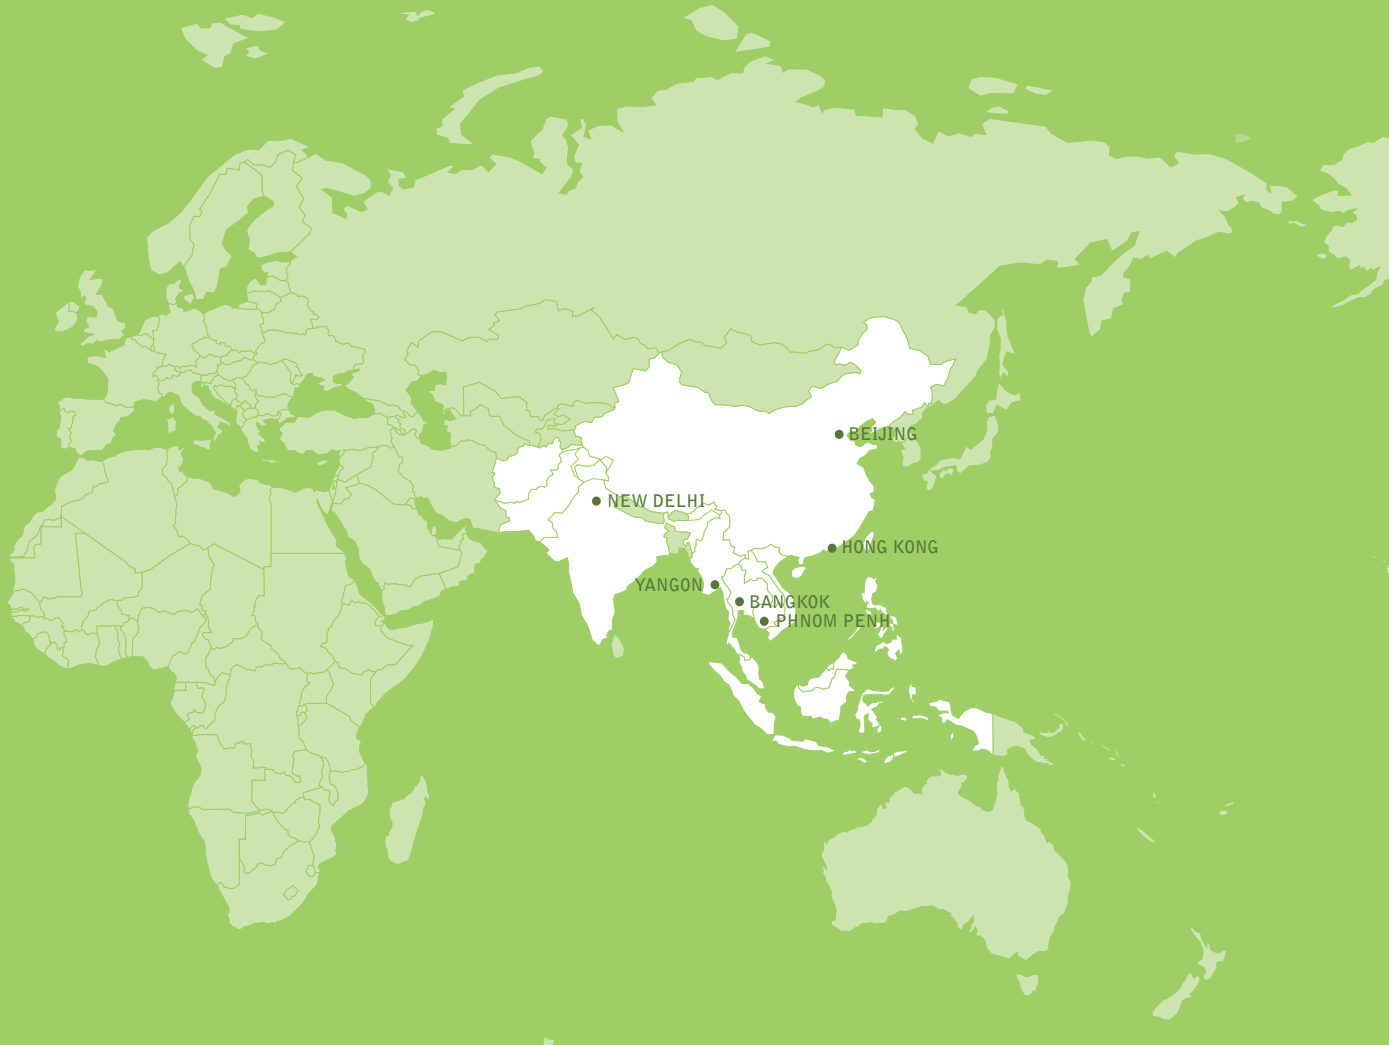 BEIJING
NEW DELHI
HONG KONG
YANGON
BANGKOK
PHNOM PENH